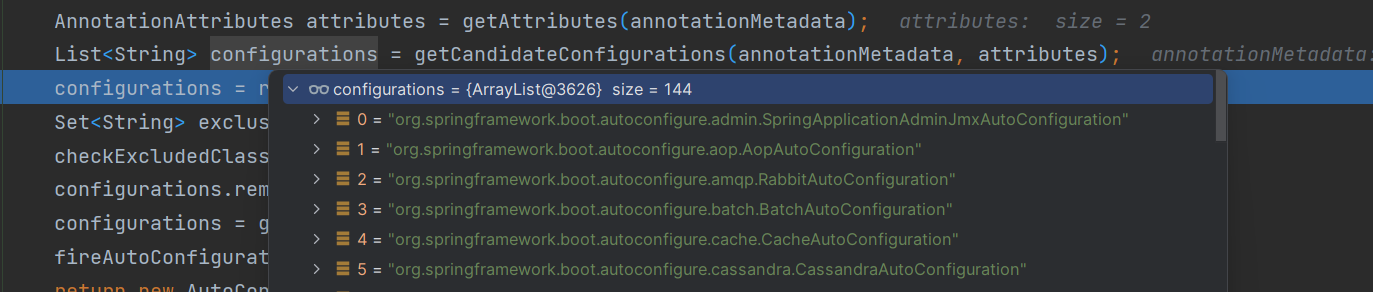 AnnotationAttributes attributes = getAttributes(annotationMetadata); attributes: size = 2
List<String> configurations = getCandidateConfigurations(annotationMetadata, attributes); annotationMetadata:
configurations = r
configurations = {ArrayList@3626} size = 144
0 = "org.springframework.boot.autoconfigure.admin.SpringApplicationAdminJmxAutoConfiguration"
Set<String> exclus
checkExcludedClass
1 = "org.springframework.boot.autoconfigure.aop.AopAutoConfiguration"
configurations.rem
2 = "org.springframework.boot.autoconfigure.amqp.RabbitAutoConfiguration"
3 = "org.springframework.boot.autoconfigure.batch.BatchAutoConfiguration"
configurations = g
4 = "org.springframework.boot.autoconfigure.cache.CacheAutoConfiguration"
fireAutoConfigurat
5 = "org.springframework.boot.autoconfigure.cassandra.CassandraAutoConfiguration"
return new AutoCon